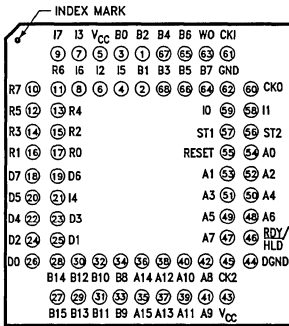 INDEX MARK
I7 I3 VCC B0 B2 B4 B6 W0 CKI
9 7 5 3 1 67 65 63 61
R6 I6 I2 I5 B1 B3 B5 B7 GND
R7 10 11 8 6 4 2 68 66 64 62 60 CK0
R5 12 13 R4 I0 59 58 I1
R3 14 15 R2 ST1 57 56 ST2
R1 16 17 R0 RESET 55 54 A0
D7 18 19 D6 A1 53 52 A2
D5 20 21 I4 A3 51 50 A4
D4 22 23 D3 A5 49 48 A6
D2 24 25 D1 A7 47 46 RDY/HLD
D0 26 28 30 32 34 36 38 40 42 45 44 DGND
B14 B12 B10 B8 A14 A12 A10 A8 CK2
27 29 31 33 35 37 39 41 43
B15 B13 B11 B9 A15 A13 A11 A9 VCC